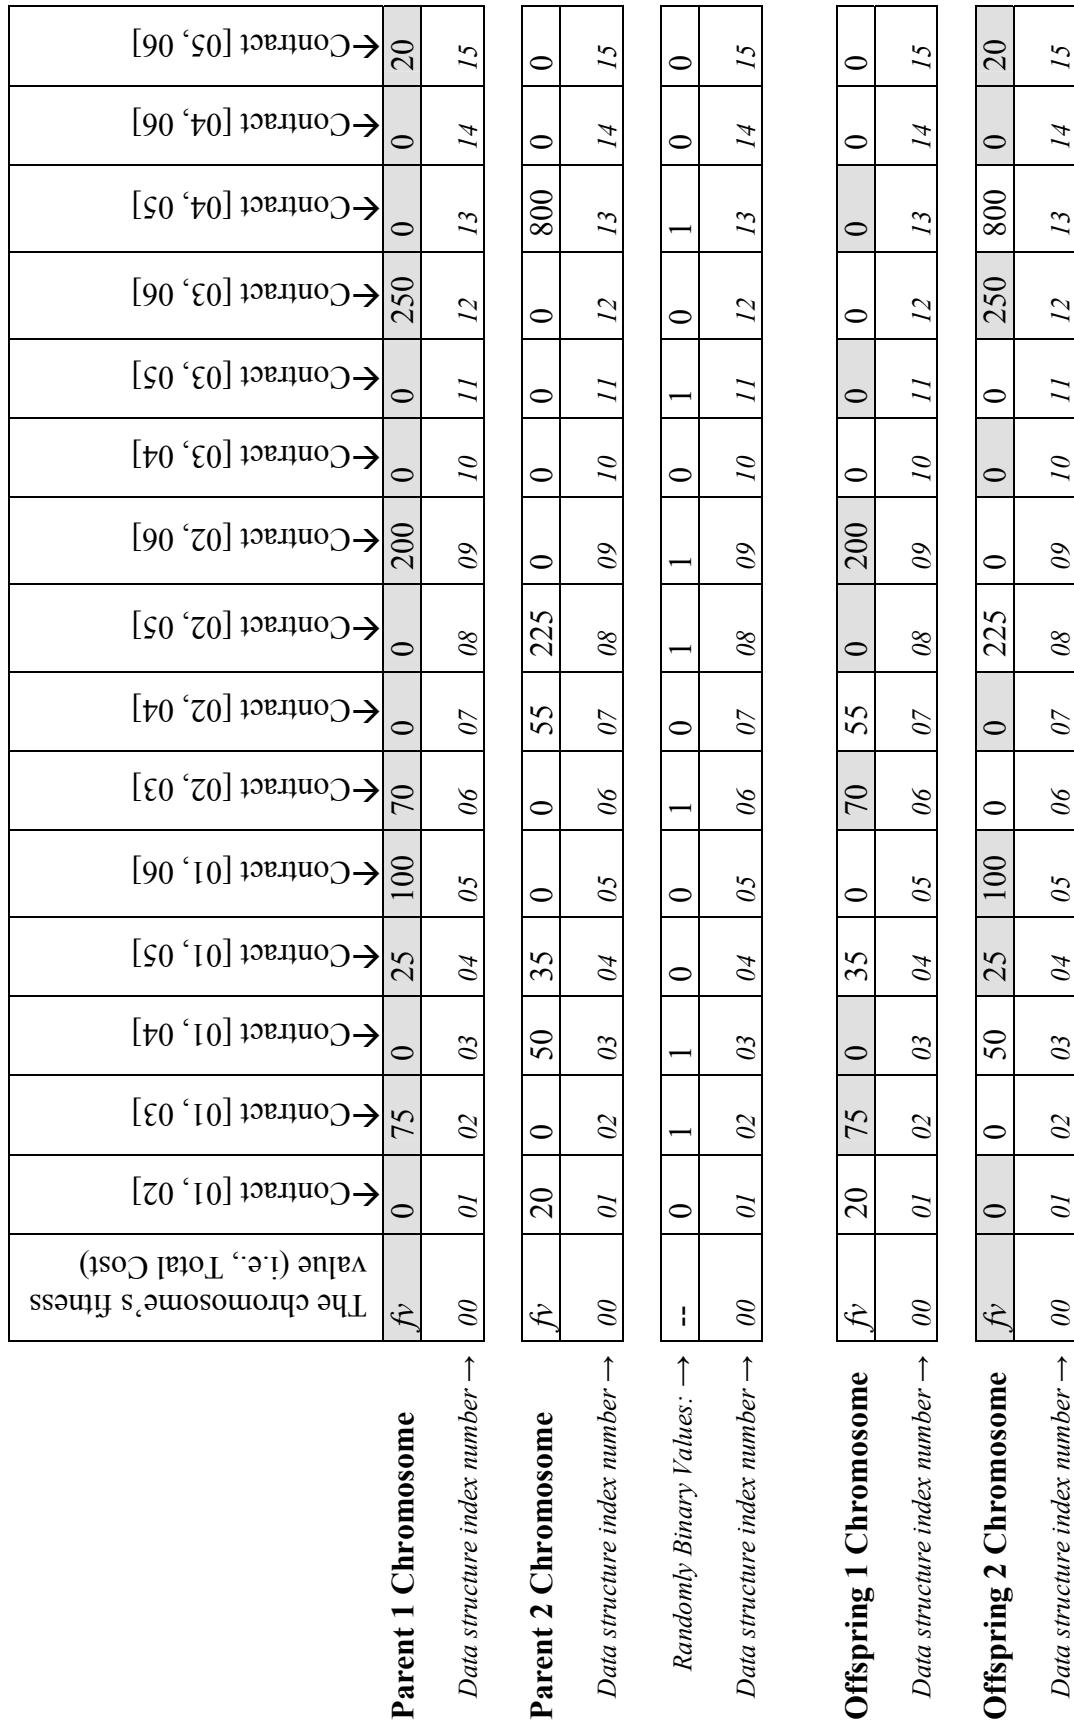 The chromosome's fitness value (i.e., Total Cost) ←Contract [01, 02] ←Contract [01, 03] ←Contract [01, 04] ←Contract [01, 05] ←Contract [01, 06] ←Contract [02, 03] ←Contract [02, 04] ←Contract [02, 05] ←Contract [02, 06] ←Contract [03, 04] ←Contract [03, 05] ←Contract [03, 06] ←Contract [04, 05] ←Contract [04, 06] ←Contract [05, 06]
Parent 1 Chromosome fv 0 75 0 25 100 70 0 0 200 0 0 250 0 0 20
Data structure index number → 00 01 02 03 04 05 06 07 08 09 10 11 12 13 14 15
Parent 2 Chromosome fv 20 0 50 35 0 0 55 225 0 0 0 0 800 0 0
Data structure index number → 00 01 02 03 04 05 06 07 08 09 10 11 12 13 14 15
Randomly Binary Values: → -- 0 1 1 0 0 1 0 1 1 0 1 0 1 0 0
Data structure index number → 00 01 02 03 04 05 06 07 08 09 10 11 12 13 14 15
Offspring 1 Chromosome fv 20 75 0 35 0 70 55 0 200 0 0 0 0 0 0
Data structure index number → 00 01 02 03 04 05 06 07 08 09 10 11 12 13 14 15
Offspring 2 Chromosome fv 0 0 50 25 100 0 0 225 0 0 0 250 800 0 20
Data structure index number → 00 01 02 03 04 05 06 07 08 09 10 11 12 13 14 15